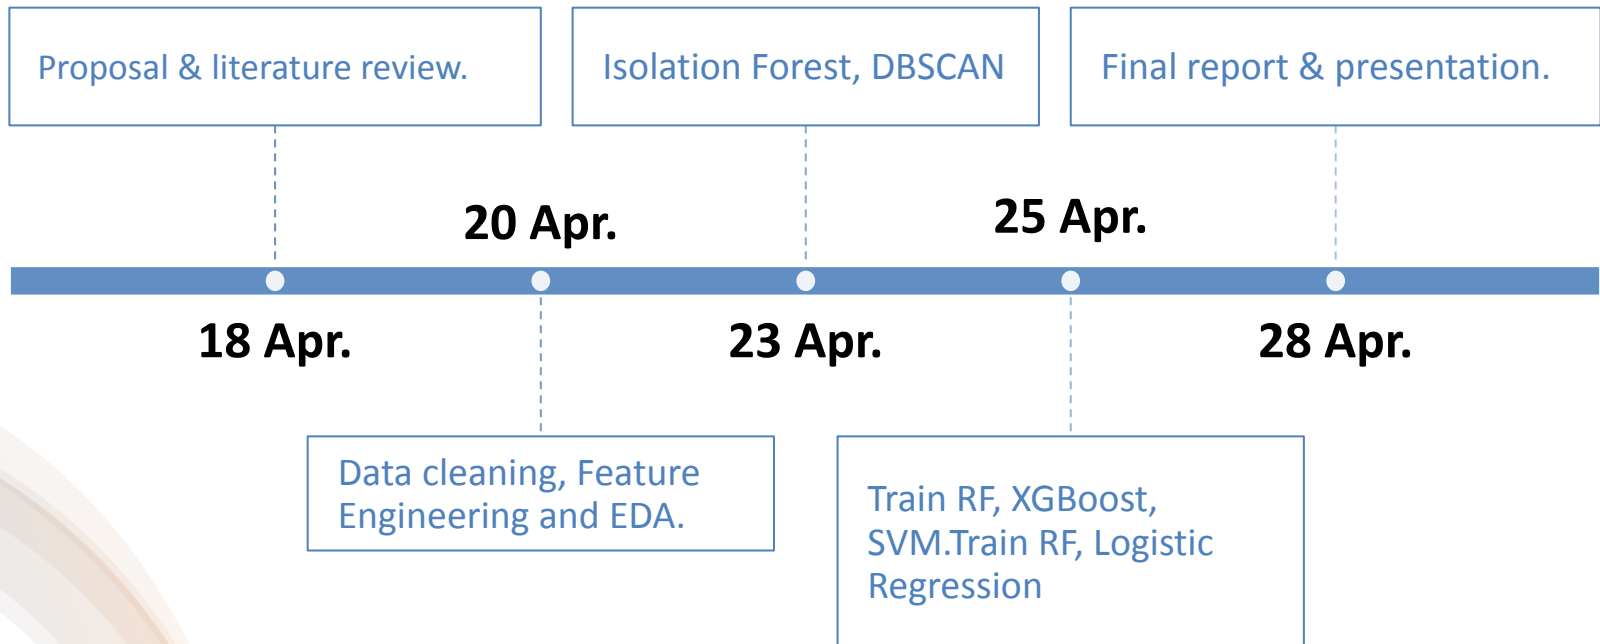 Proposal & literature review.
Isolation Forest, DBSCAN
Final report & presentation.
20 Apr.
25 Apr.
18 Apr.
23 Apr.
28 Apr.
Data cleaning, Feature
Engineering and EDA.
Train RF, XGBoost,
SVM.Train RF, Logistic
Regression